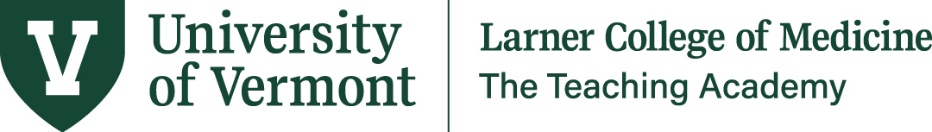 V
University
of Vermont
Larner College of Medicine
The Teaching Academy